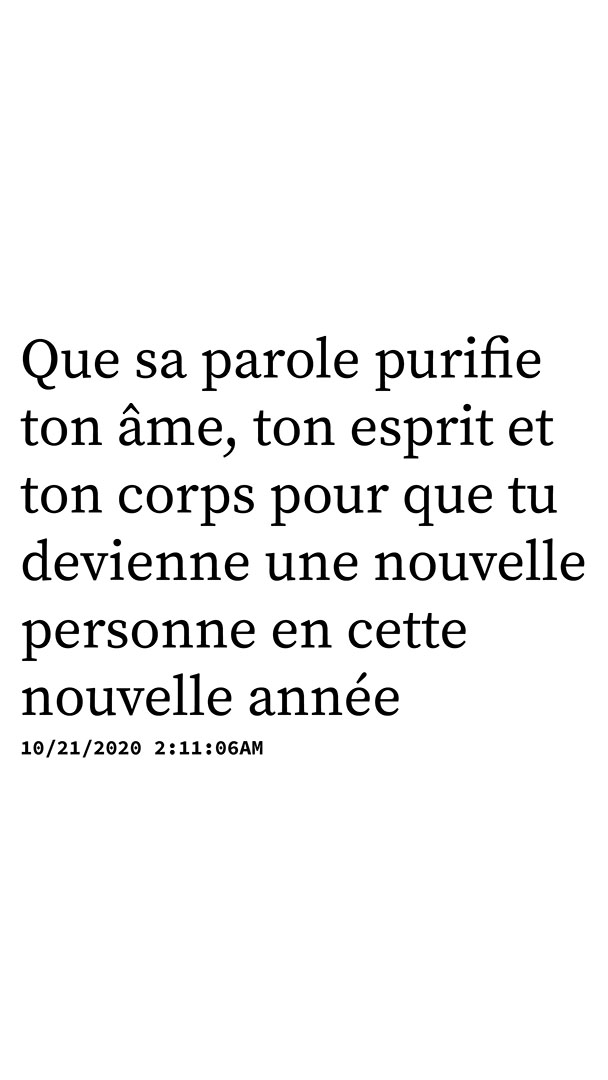 Que sa parole purifie
ton âme, ton esprit et
ton corps pour que tu
devienne une nouvelle
personne en cette
nouvelle année
10/21/2020 2:11:06AM